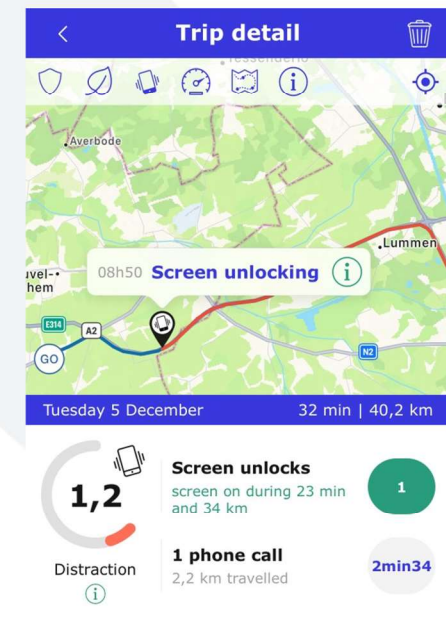 Trip detail
Tessenderlo
Averbode
Lummen
08h50 Screen unlocking i
uvel-
hem
E314
A2
N2
GO
Tuesday 5 December 32 min | 40,2 km
Screen unlocks
1,2
screen on during 23 min
and 34 km
1
1 phone call
Distraction
2,2 km travelled
2min34
i